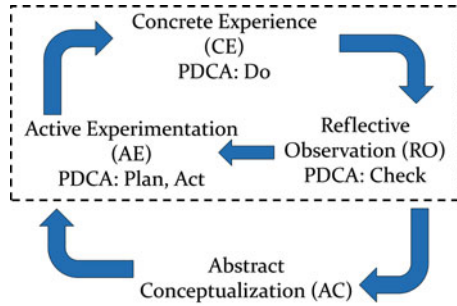 Concrete Experience
(CE)
PDCA: Do
Active Experimentation
(AE)
PDCA: Plan, Act
Reflective
Observation (RO)
PDCA: Check
Abstract
Conceptualization (AC)